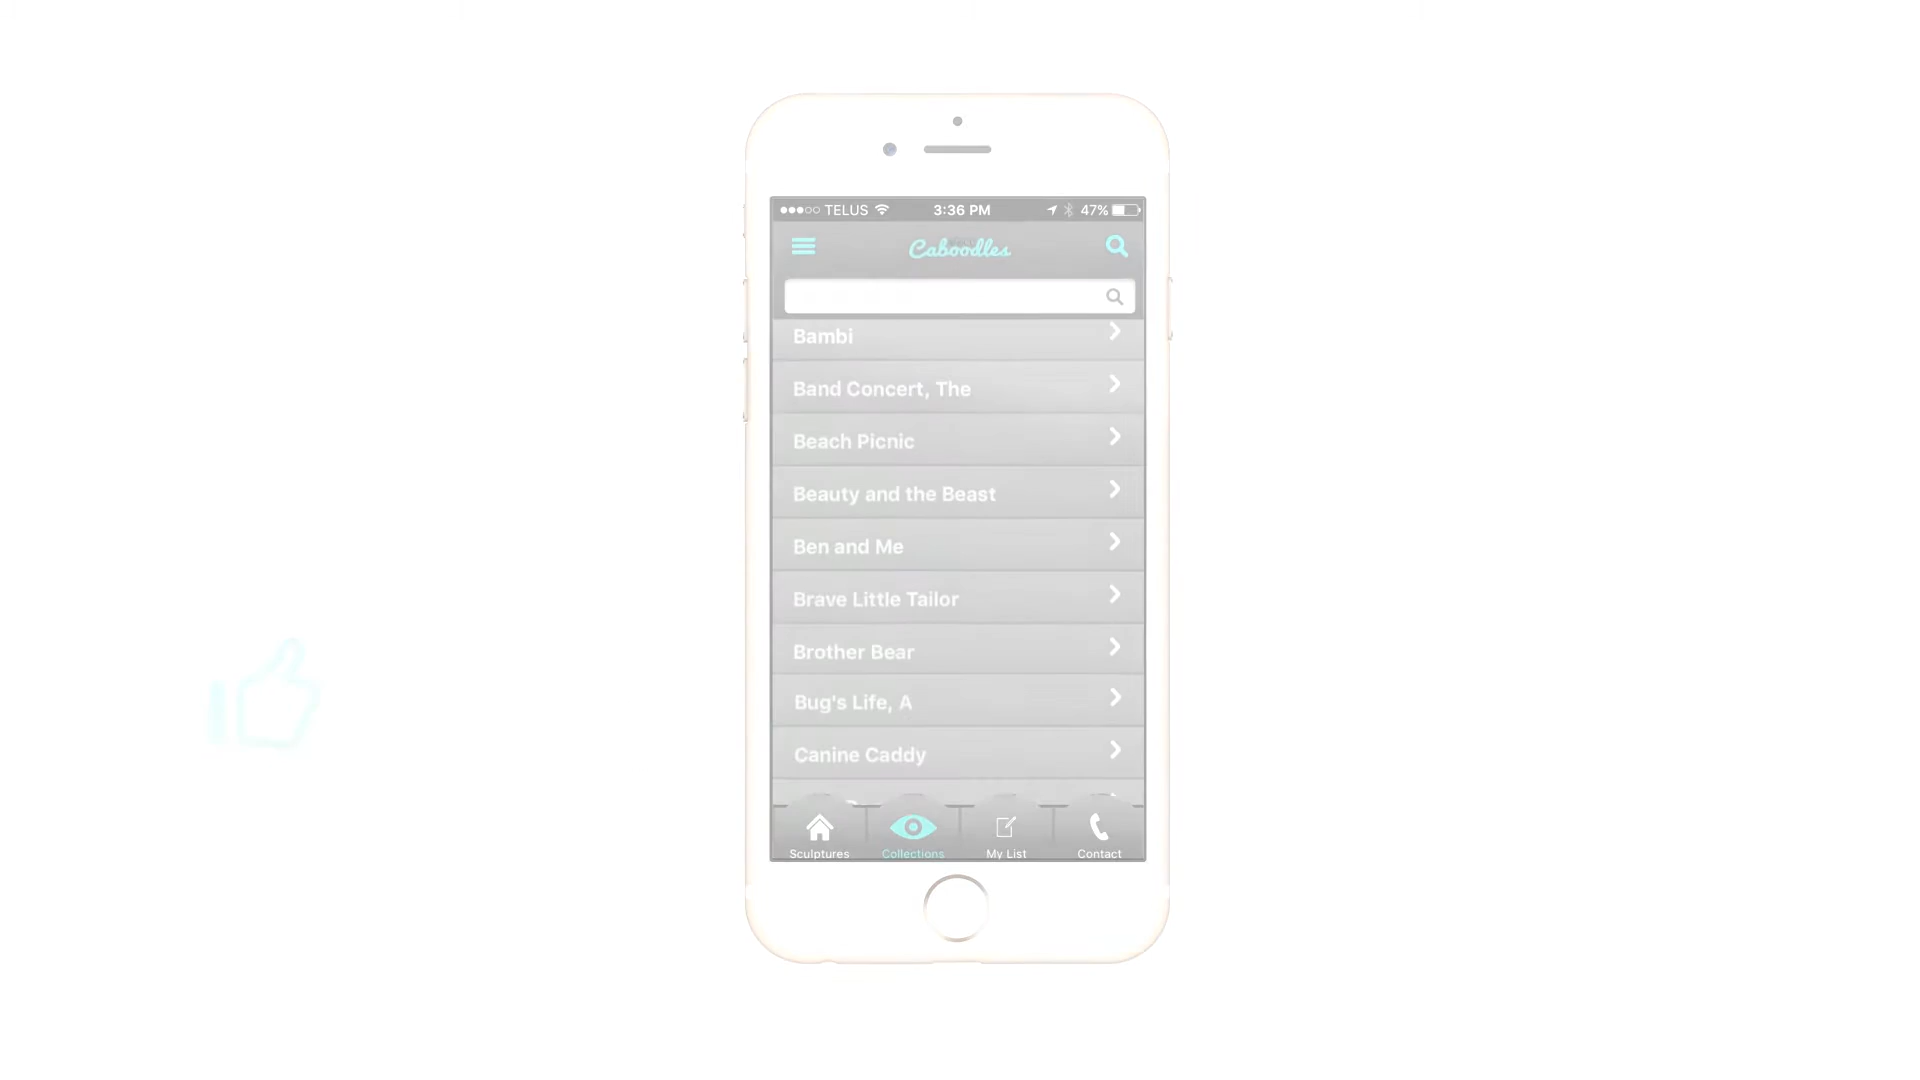 TELUS 3:36 PM 47%
Caboodles
Bambi
Band Concert, The
Beach Picnic
Beauty and the Beast
Ben and Me
Brave Little Tailor
Brother Bear
Bug's Life, A
Canine Caddy
Sculptures Collections My List Contact